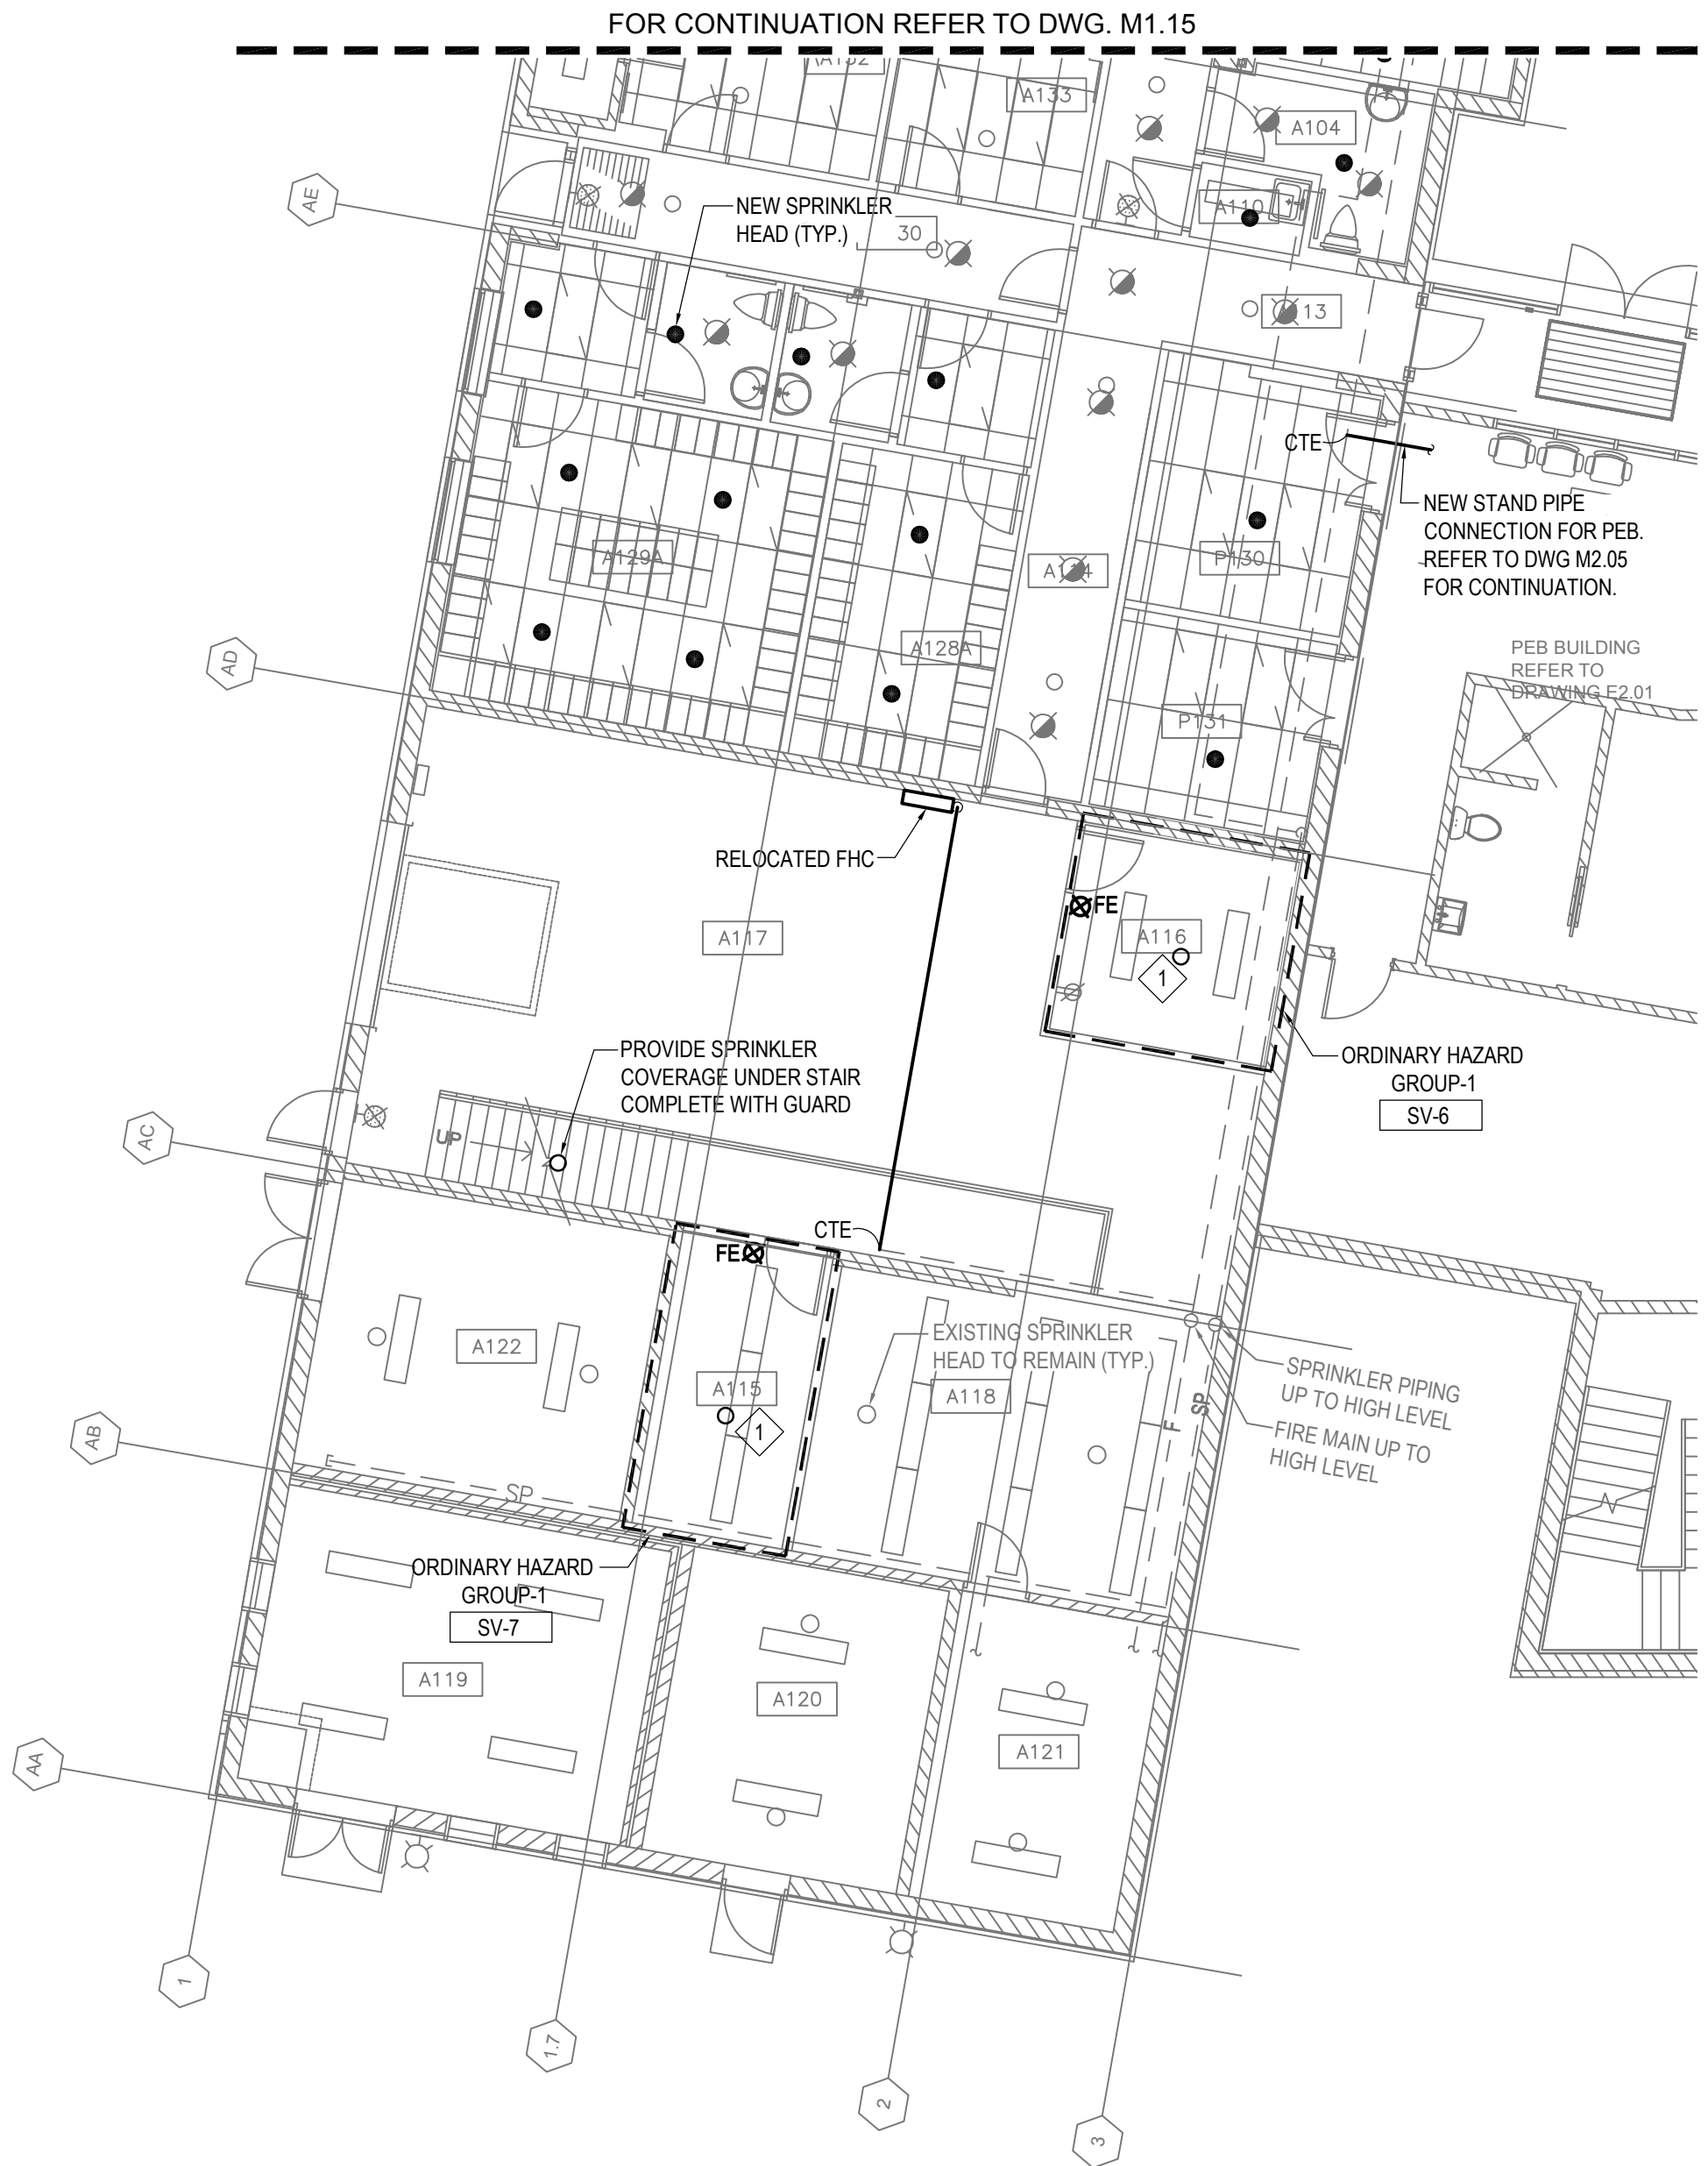 FOR CONTINUATION REFER TO DWG. M1.15
A132
A133
A104
AE
NEW SPRINKLER
HEAD (TYP.)
30
A110
A113
CTE
NEW STAND PIPE
CONNECTION FOR PEB.
REFER TO DWG M2.05
FOR CONTINUATION.
A129A
A114
P130
AD
A128A
PEB BUILDING
REFER TO
DRAWING E2.01
P131
RELOCATED FHC
FE
A117
A116
1
PROVIDE SPRINKLER
COVERAGE UNDER STAIR
COMPLETE WITH GUARD
ORDINARY HAZARD
GROUP-1
SV-6
AC
UP
CTE
FE
A122
EXISTING SPRINKLER
HEAD TO REMAIN (TYP.)
A115
A118
SPRINKLER PIPING
UP TO HIGH LEVEL
F
SP
FIRE MAIN UP TO
HIGH LEVEL
1
AB
SP
ORDINARY HAZARD
GROUP-1
SV-7
A119
A120
A121
AA
1
1.7
2
3